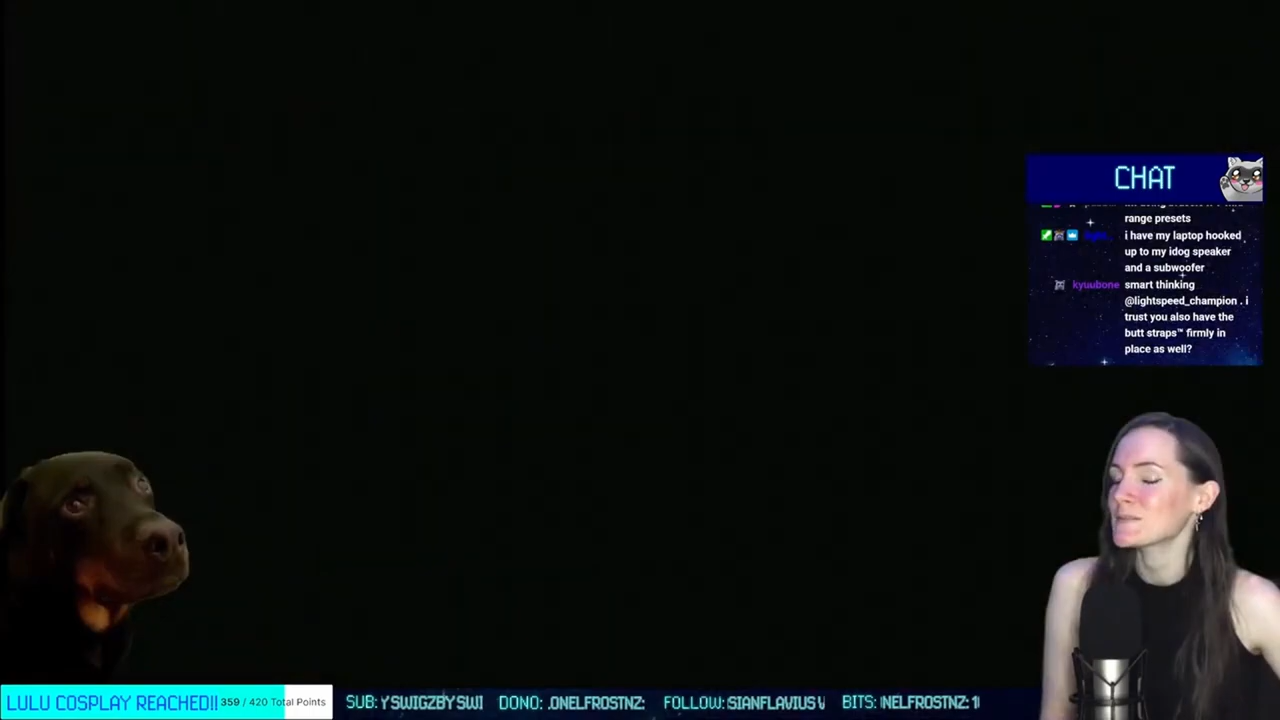 CHAT
range presets
i have my laptop hooked
up to my idog speaker
and a subwoofer
kyuubone smart thinking
@lightspeed_champion . i
trust you also have the
butt straps™ firmly in
place as well?
LULU COSPLAY REACHED!! 359 / 420 Total Points
SUB: Y SWIGZBY SWI
DONO: .ONELFROSTNZ:
FOLLOW: SIANFLAVIUS V
BITS: NELFROSTNZ: 1